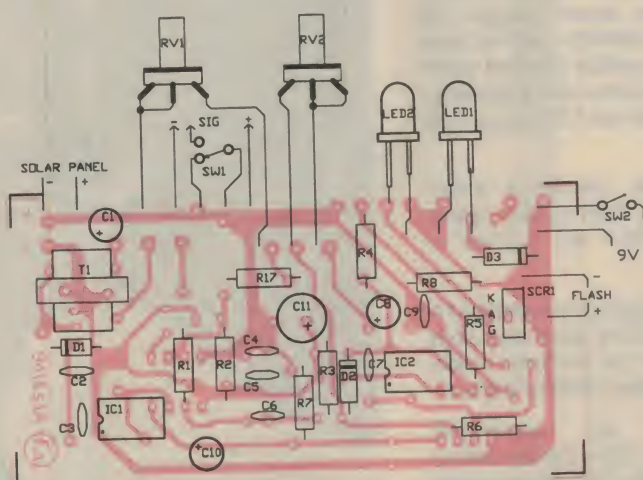 RV1
RV2
LED2
LED1
- SIG +
SW1
SOLAR PANEL
- +
SW2
C1
+
9V
R4
D3
T1
R17
R8
-
SCR1
FLASH
+
K
A
G
C11
+
C8
+
C9
R5
D1
C2
R1
R2
C4
C5
R3
D2
C7
IC2
C3
IC1
C6
R7
R6
C10
+